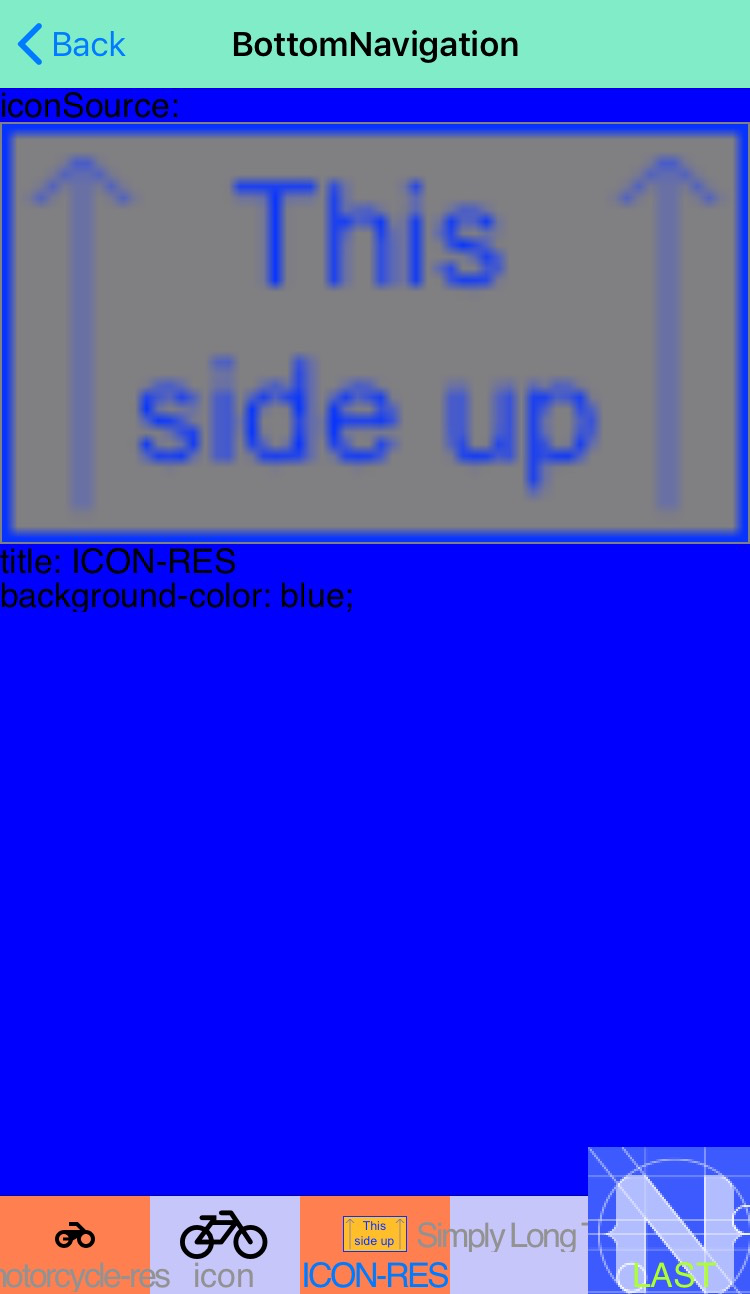 Back
BottomNavigation
iconSource:
This
side up
title: ICON-RES
background-color: blue;
This
side up
Simply Long
otorcycle-res
icon
ICON-RES
LAST